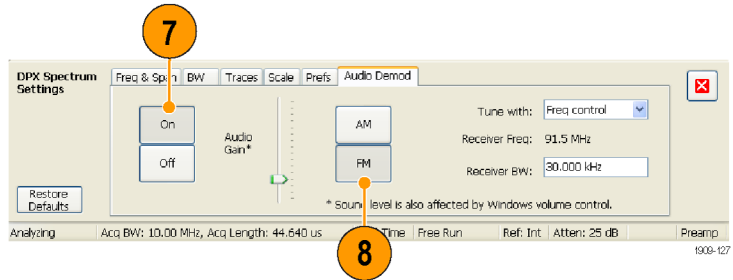 7
DPX Spectrum Settings
Freq & Span BW Traces Scale Prefs Audio Demod
On
Off
Audio Gain*
AM
FM
Tune with: Freq control
Receiver Freq: 91.5 MHz
Receiver BW: 30.000 kHz
* Sound level is also affected by Windows volume control.
Restore Defaults
8
Analyzing Acq BW: 10.00 MHz, Acq Length: 44.640 us Time Free Run Ref: Int Atten: 25 dB Preamp
1909-127